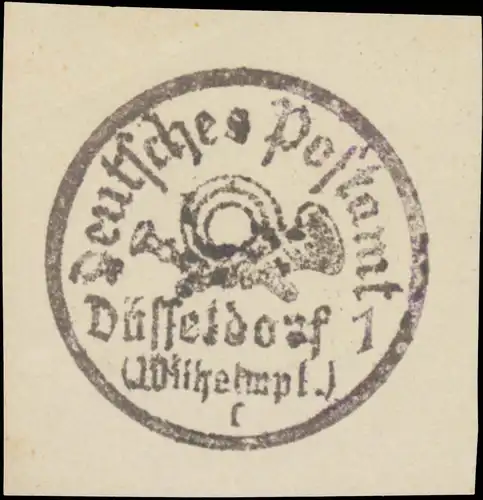 Deutsches Postamt
Düsseldorf 1
(Wilhelmpl.)
c